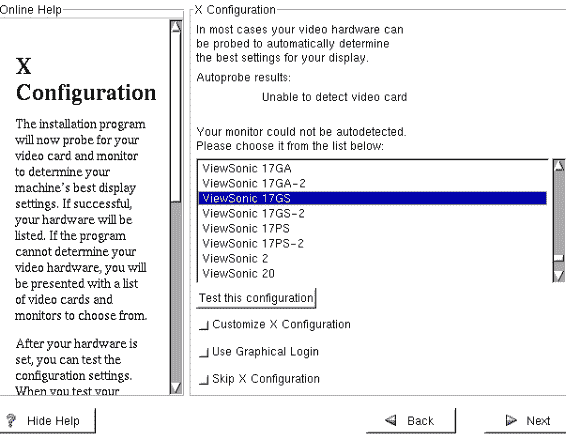 Online Help
X
Configuration
The installation program
will now probe for your
video card and monitor
to determine your
machine's best display
settings. If successful,
your hardware will be
listed. If the program
cannot determine your
video hardware, you will
be presented with a list
of video cards and
monitors to choose from.
After your hardware is
set, you can test the
configuration settings.
When you test your
X Configuration
In most cases your video hardware can
be probed to automatically determine
the best settings for your display.
Autoprobe results:
Unable to detect video card
Your monitor could not be autodetected.
Please choose it from the list below:
ViewSonic 17GA
ViewSonic 17GA-2
ViewSonic 17GS
ViewSonic 17GS-2
ViewSonic 17PS
ViewSonic 17PS-2
ViewSonic 2
ViewSonic 20
Test this configuration
Customize X Configuration
Use Graphical Login
Skip X Configuration
? Hide Help
Back
Next